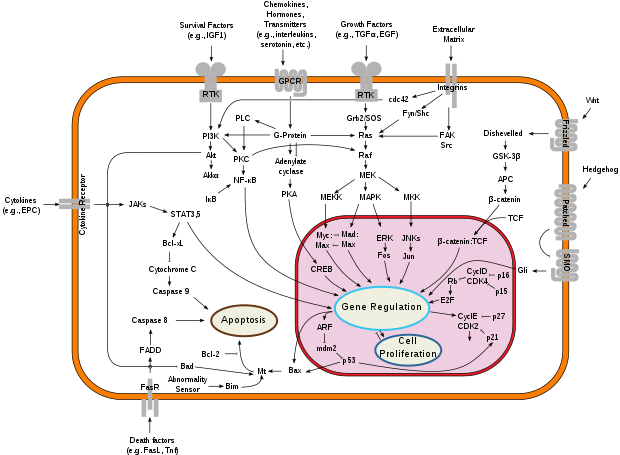 Survival Factors
(e.g., IGF1)
Chemokines,
Hormones,
Transmitters
(e.g., interleukins,
serotonin, etc.)
Growth Factors
(e.g., TGFα, EGF)
Extracellular
Matrix
Wnt
Hedgehog
Cytokines
(e.g., EPC)
RTK
GPCR
RTK
Integrins
Frizzled
Patched
SMO
Cytokine Receptor
FasR
cdc42
PLC
Grb2/SOS
Fyn/Shc
PI3K
G-Protein
Ras
FAK
Src
Dishevelled
Akt
PKC
Adenylate
cyclase
Raf
GSK-3β
Akkα
NF-κB
MEK
APC
IκB
PKA
MEKK
MAPK
MKK
β-catenin
JAKs
STAT3,5
TCF
Myc:
Mad:
Max
Max
ERK
JNKs
β-catenin:TCF
Bcl-xL
Fos
Jun
Cytochrome C
CREB
Gli
CyclD
p16
Rb
CDK4
Caspase 9
p15
E2F
Gene Regulation
Caspase 8
Apoptosis
CyclE
p27
CDK2
ARF
p21
FADD
Bcl-2
mdm2
Cell
Proliferation
Bad
Mt
Bax
p53
Abnormality
Sensor
Bim
Death factors
(e.g. FasL, Tnf)